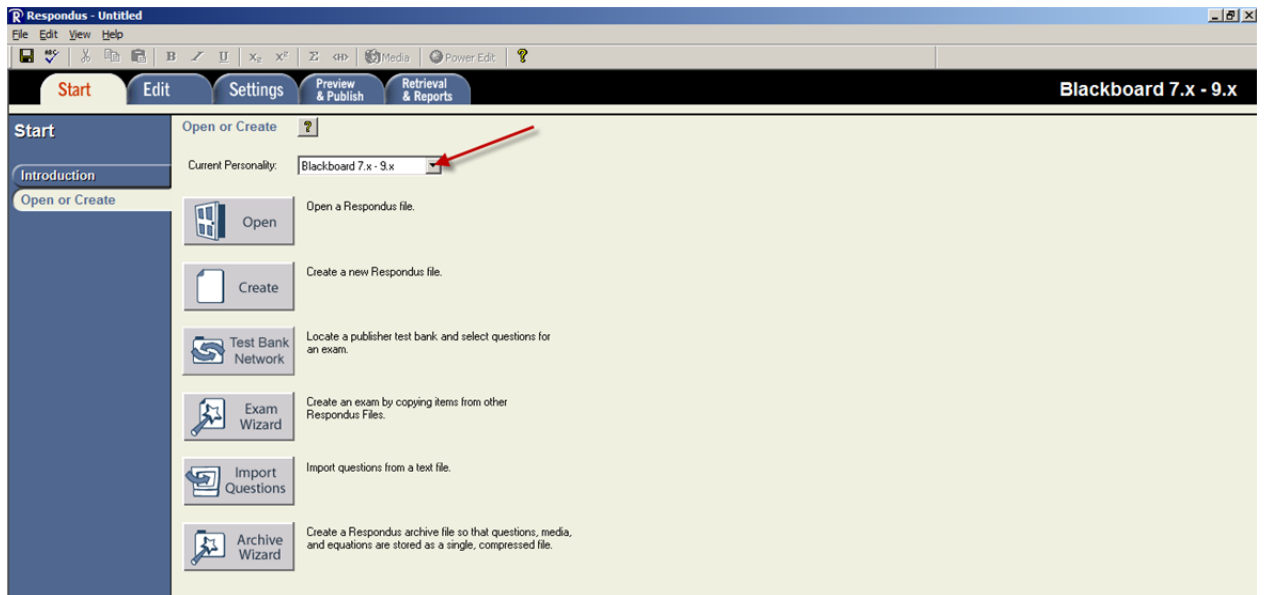 Respondus - Untitled
File Edit View Help
ABC B I U X₂ X² Σ <H> Media Power Edit ?
Start Edit Settings Preview & Publish Retrieval & Reports Blackboard 7.x - 9.x
Start
Introduction
Open or Create
Open or Create ?
Current Personality: Blackboard 7.x - 9.x
Open
Open a Respondus file.
Create
Create a new Respondus file.
Test Bank
Network
Locate a publisher test bank and select questions for
an exam.
Exam
Wizard
Create an exam by copying items from other
Respondus Files.
Import
Questions
Import questions from a text file.
Archive
Wizard
Create a Respondus archive file so that questions, media,
and equations are stored as a single, compressed file.